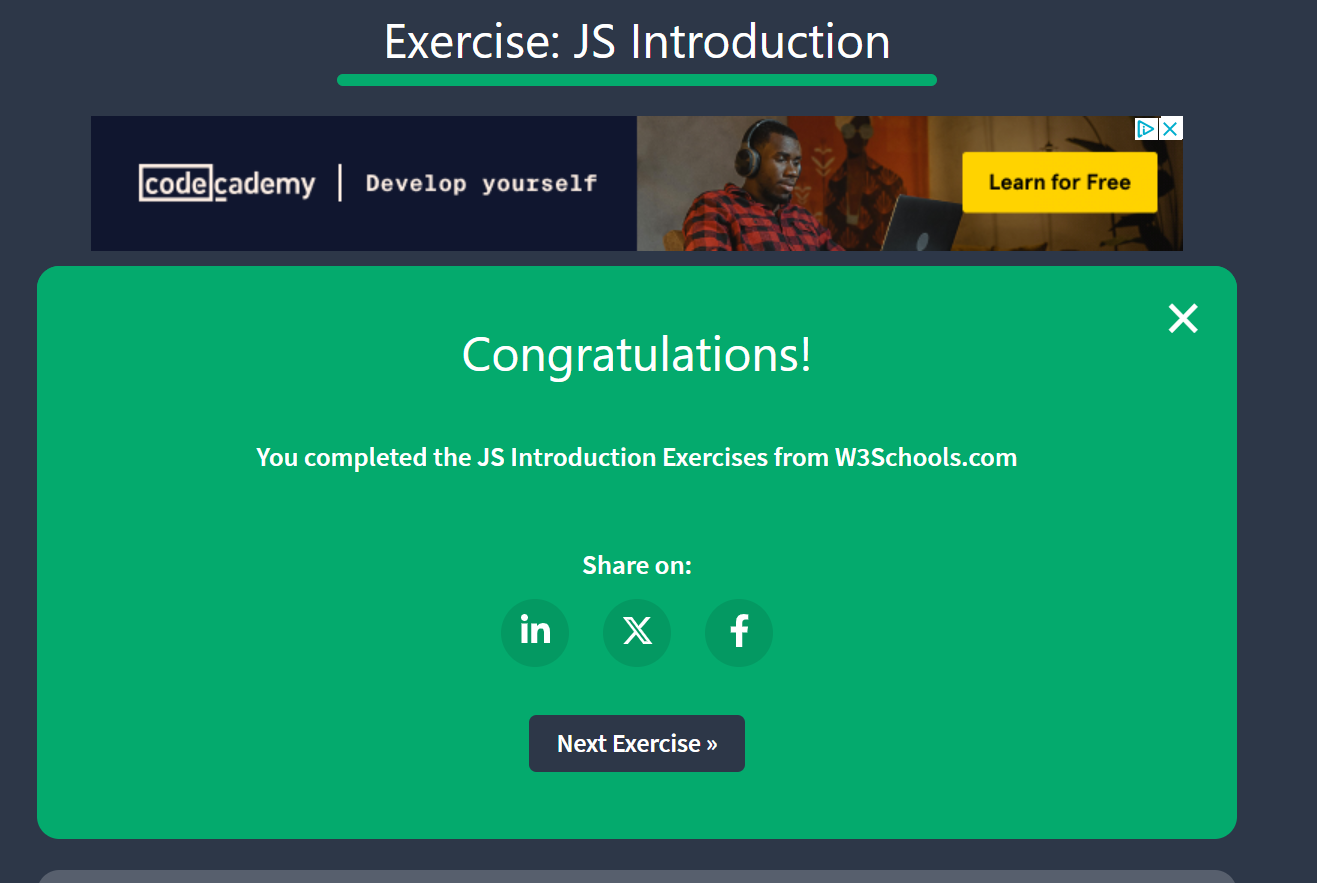 Exercise: JS Introduction
codecademy | Develop yourself
Learn for Free
Congratulations!
You completed the JS Introduction Exercises from W3Schools.com
Share on:
in X f
Next Exercise »